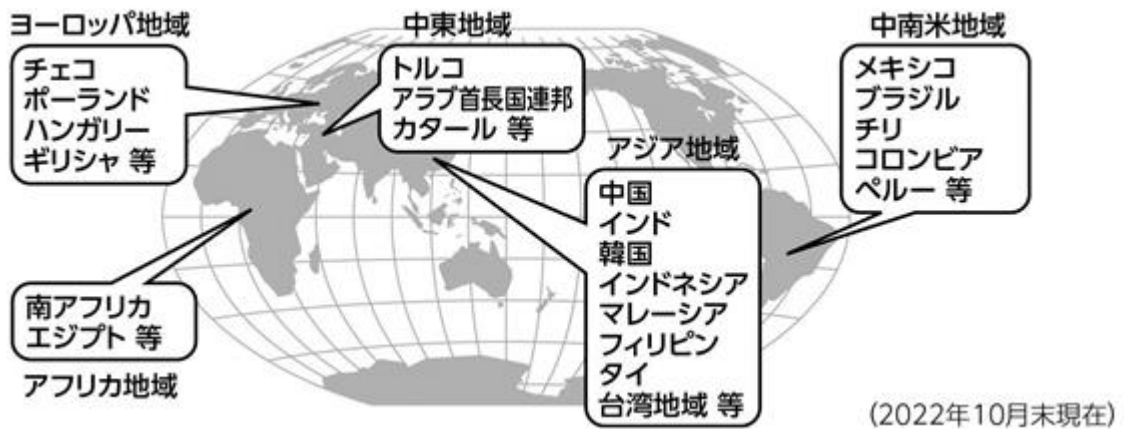 ヨーロッパ地域
チェコ
ポーランド
ハンガリー
ギリシャ 等
中東地域
トルコ
アラブ首長国連邦
カタール 等
アジア地域
中国
インド
韓国
インドネシア
マレーシア
フィリピン
タイ
台湾地域 等
中南米地域
メキシコ
ブラジル
チリ
コロンビア
ペルー 等
南アフリカ
エジプト 等
アフリカ地域
(2022年10月末現在)